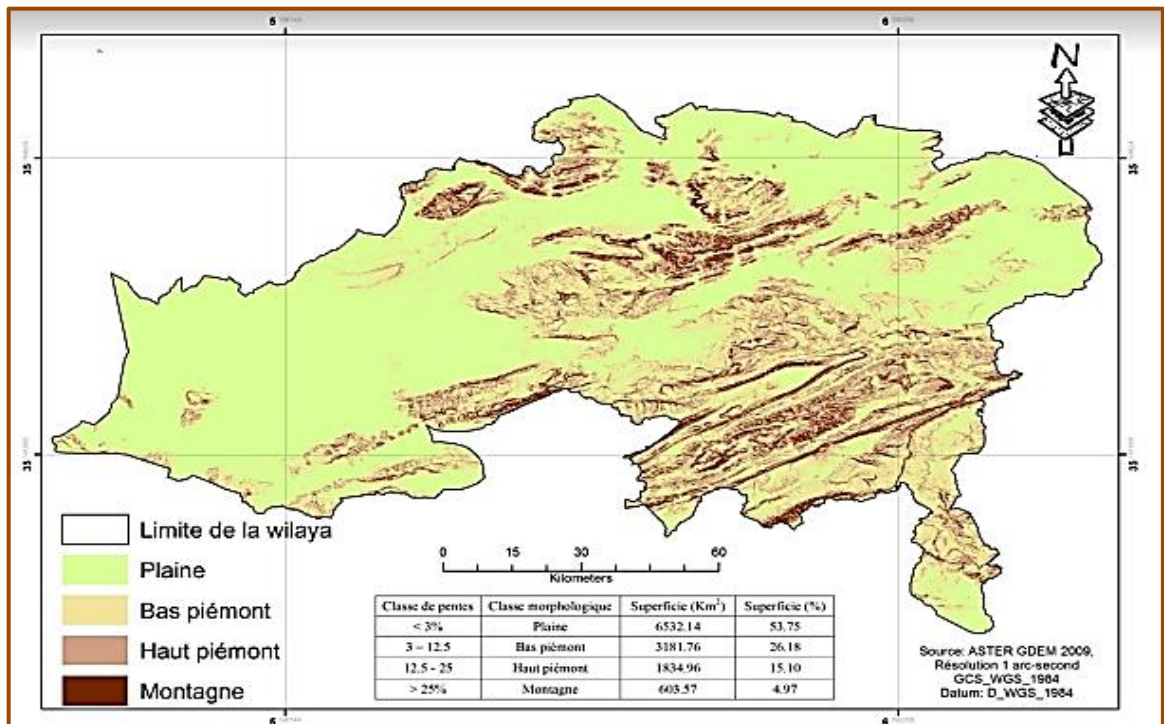 5
6
N
35
35
35
35
Limite de la wilaya
Plaine
Bas piémont
Haut piémont
Montagne
0 15 30 60
Kilometers
Classe de pentes Classe morphologique Superficie (Km²) Superficie (%)
< 3% Plaine 6532.14 53.75
3 – 12.5 Bas piémont 3181.76 26.18
12.5 - 25 Haut piémont 1834.96 15.10
> 25% Montagne 603.57 4.97
Source: ASTER GDEM 2009,
Résolution 1 arc-second
GCS_WGS_1984
Datum: D_WGS_1984
5
6